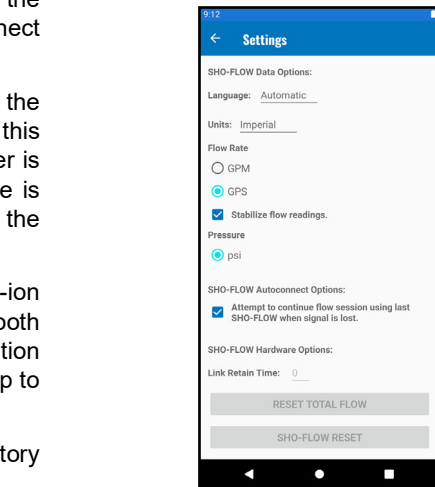 the
nect
the
this
er is
e is
the
-ion
ooth
tion
p to
tory
9:12
Settings
SHO-FLOW Data Options:
Language: Automatic
Units: Imperial
Flow Rate
GPM
GPS
Stabilize flow readings.
Pressure
psi
SHO-FLOW Autoconnect Options:
Attempt to continue flow session using last
SHO-FLOW when signal is lost.
SHO-FLOW Hardware Options:
Link Retain Time: 0
RESET TOTAL FLOW
SHO-FLOW RESET